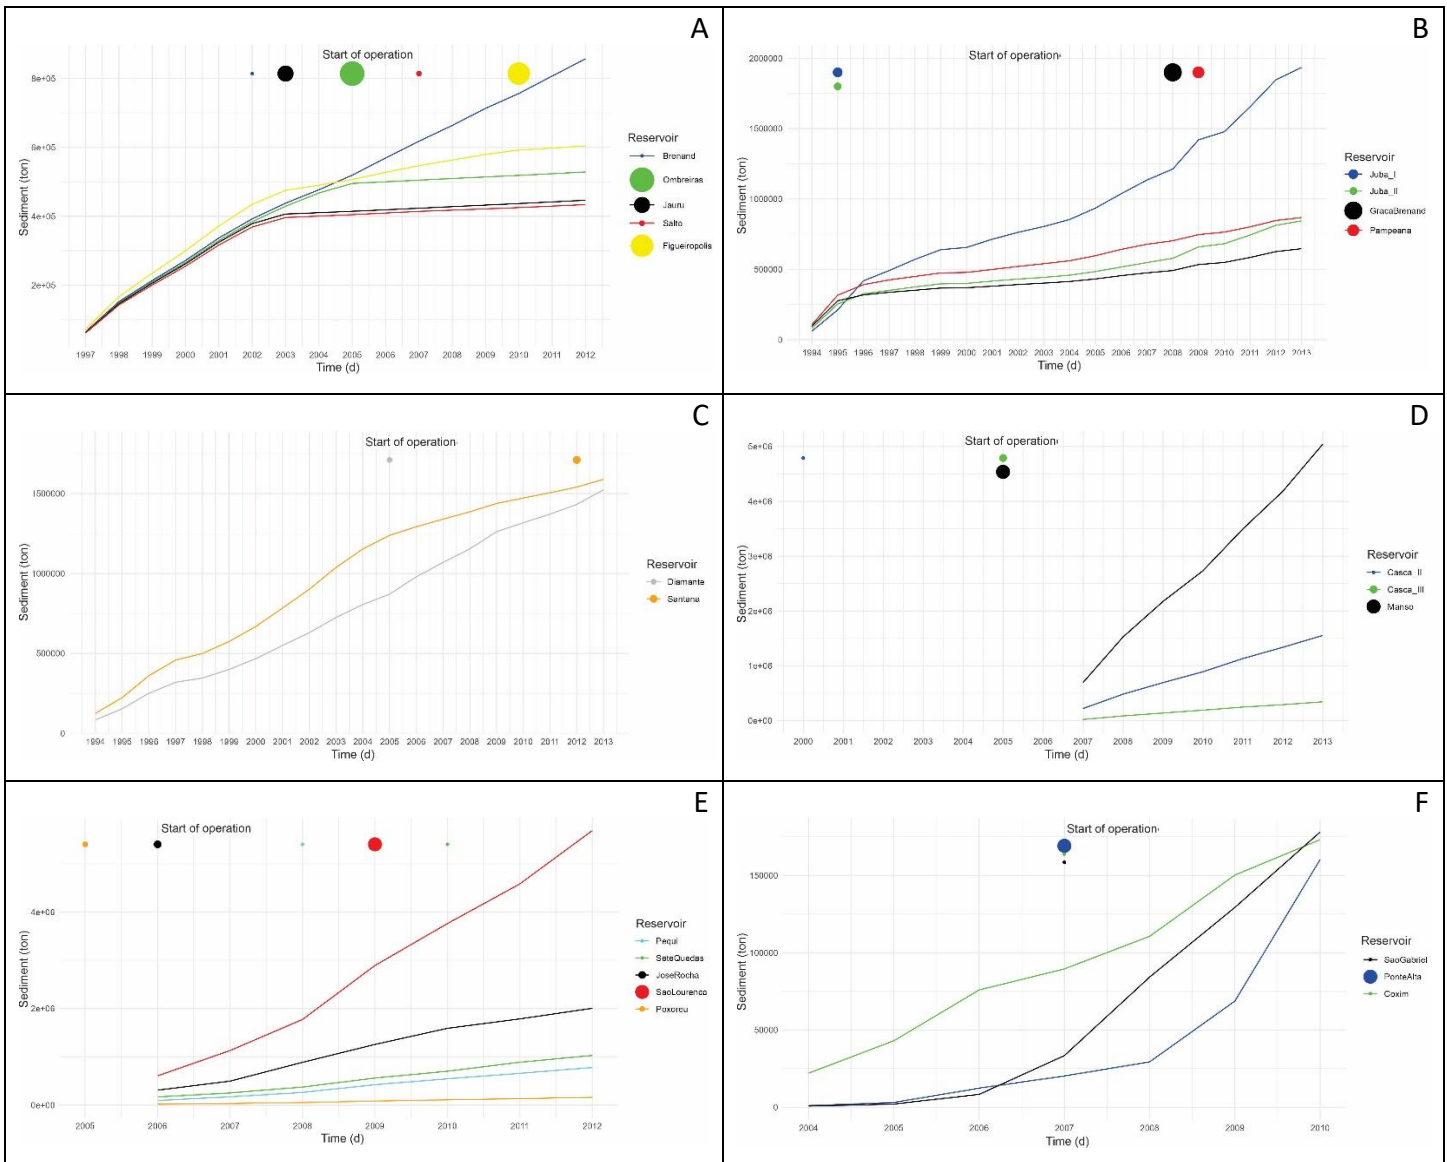 A
Start of operation
8e+05
6e+05
4e+05
2e+05
Sediment (ton)
1997 1998 1999 2000 2001 2002 2003 2004 2005 2006 2007 2008 2009 2010 2011 2012
Time (d)
Reservoir
Brenand
Ombreiras
Jauru
Salto
Figueiropolis
B
Start of operation
2000000
1500000
1000000
500000
0
Sediment (ton)
1994 1995 1996 1997 1998 1999 2000 2001 2002 2003 2004 2005 2006 2007 2008 2009 2010 2011 2012 2013
Time (d)
Reservoir
Juba_I
Juba_II
GracaBrenand
Pampeana
C
Start of operation
1500000
1000000
500000
0
Sediment (ton)
1994 1995 1996 1997 1998 1999 2000 2001 2002 2003 2004 2005 2006 2007 2008 2009 2010 2011 2012 2013
Time (d)
Reservoir
Diamante
Santana
D
Start of operation
5e+06
4e+06
3e+06
2e+06
1e+06
0e+00
Sediment (ton)
2000 2001 2002 2003 2004 2005 2006 2007 2008 2009 2010 2011 2012 2013
Time (d)
Reservoir
Casca_II
Casca_III
Manso
E
Start of operation
4e+06
2e+06
0e+00
Sediment (ton)
2005 2006 2007 2008 2009 2010 2011 2012
Time (d)
Reservoir
Pequi
SeteQuedas
JoseRocha
SaoLourenco
Poxoreu
F
Start of operation
150000
100000
50000
0
Sediment (ton)
2004 2005 2006 2007 2008 2009 2010
Time (d)
Reservoir
SaoGabriel
PonteAlta
Coxim